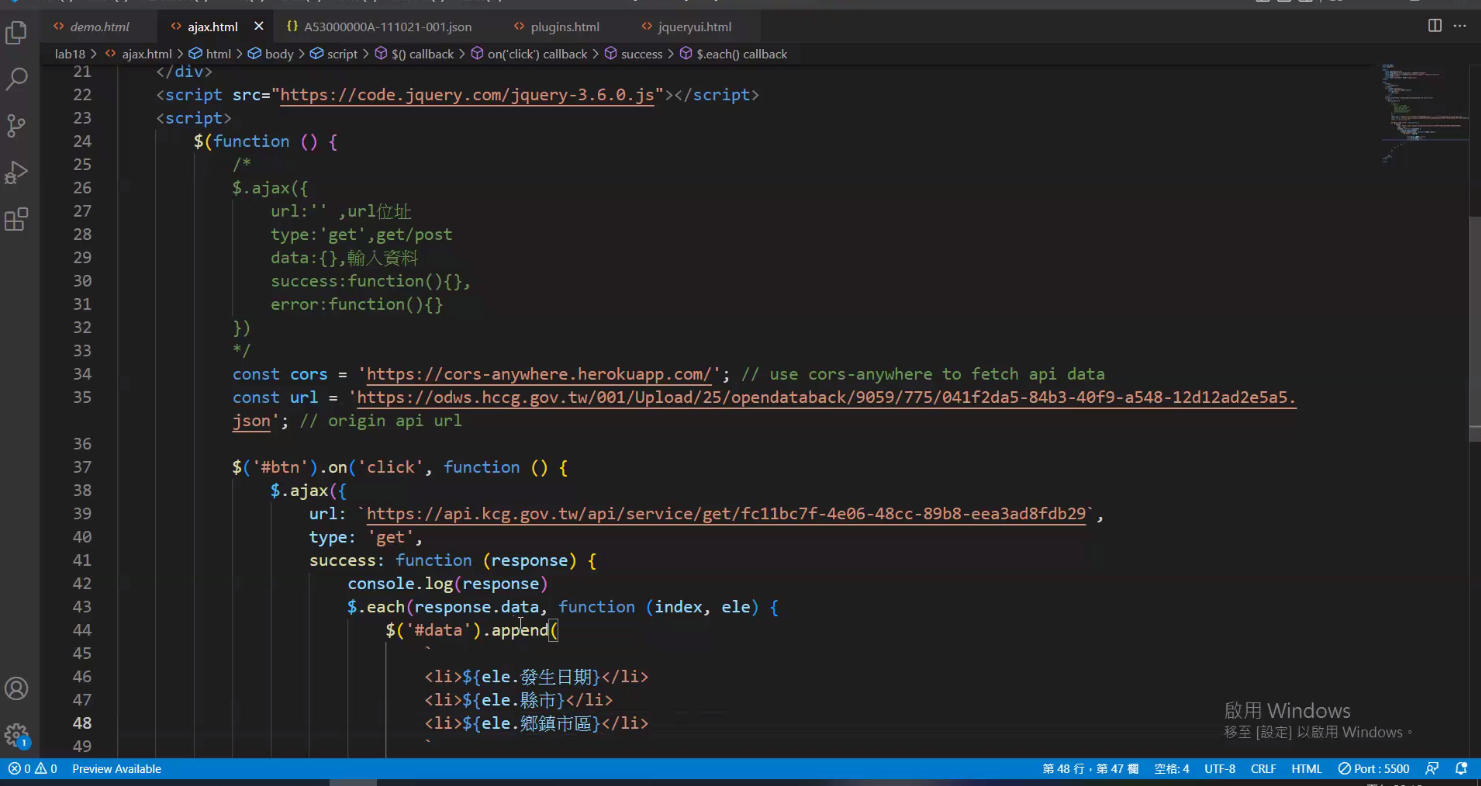 demo.html
ajax.html
{} A53000000A-111021-001.json
plugins.html
jqueryui.html
lab18 > ajax.html > html > body > script > $() callback > on('click') callback > success > $.each() callback
21 </div>
22 <script src="https://code.jquery.com/jquery-3.6.0.js"></script>
23 <script>
24 $(function () {
25 /*
26 $.ajax({
27 url:'' ,url位址
28 type:'get',get/post
29 data:{},輸入資料
30 success:function(){},
31 error:function(){}
32 })
33 */
34 const cors = 'https://cors-anywhere.herokuapp.com/'; // use cors-anywhere to fetch api data
35 const url = 'https://odws.hccg.gov.tw/001/Upload/25/opendataback/9059/775/041f2da5-84b3-40f9-a548-12d12ad2e5a5.
json'; // origin api url
36
37 $('#btn').on('click', function () {
38 $.ajax({
39 url: `https://api.kcg.gov.tw/api/service/get/fc11bc7f-4e06-48cc-89b8-eea3ad8fdb29`,
40 type: 'get',
41 success: function (response) {
42 console.log(response)
43 $.each(response.data, function (index, ele) {
44 $('#data').append(
45 `
46 <li>${ele.發生日期}</li>
47 <li>${ele.縣市}</li>
48 <li>${ele.鄉鎮市區}</li>
49 `
啟用 Windows
移至 [設定] 以啟用 Windows。
1
0 0 Preview Available
第 48 行，第 47 欄 空格: 4 UTF-8 CRLF HTML Port : 5500